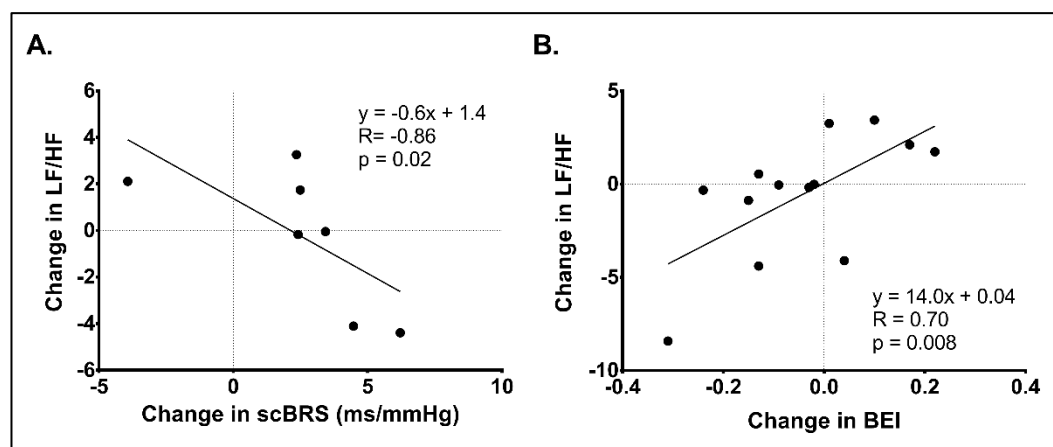 A.
6
4
2
0
-2
-4
-6
Change in LF/HF
y = -0.6x + 1.4
R= -0.86
p = 0.02
-5
0
5
10
Change in scBRS (ms/mmHg)
B.
5
0
-5
-10
Change in LF/HF
y = 14.0x + 0.04
R = 0.70
p = 0.008
-0.4
-0.2
0.0
0.2
0.4
Change in BEI